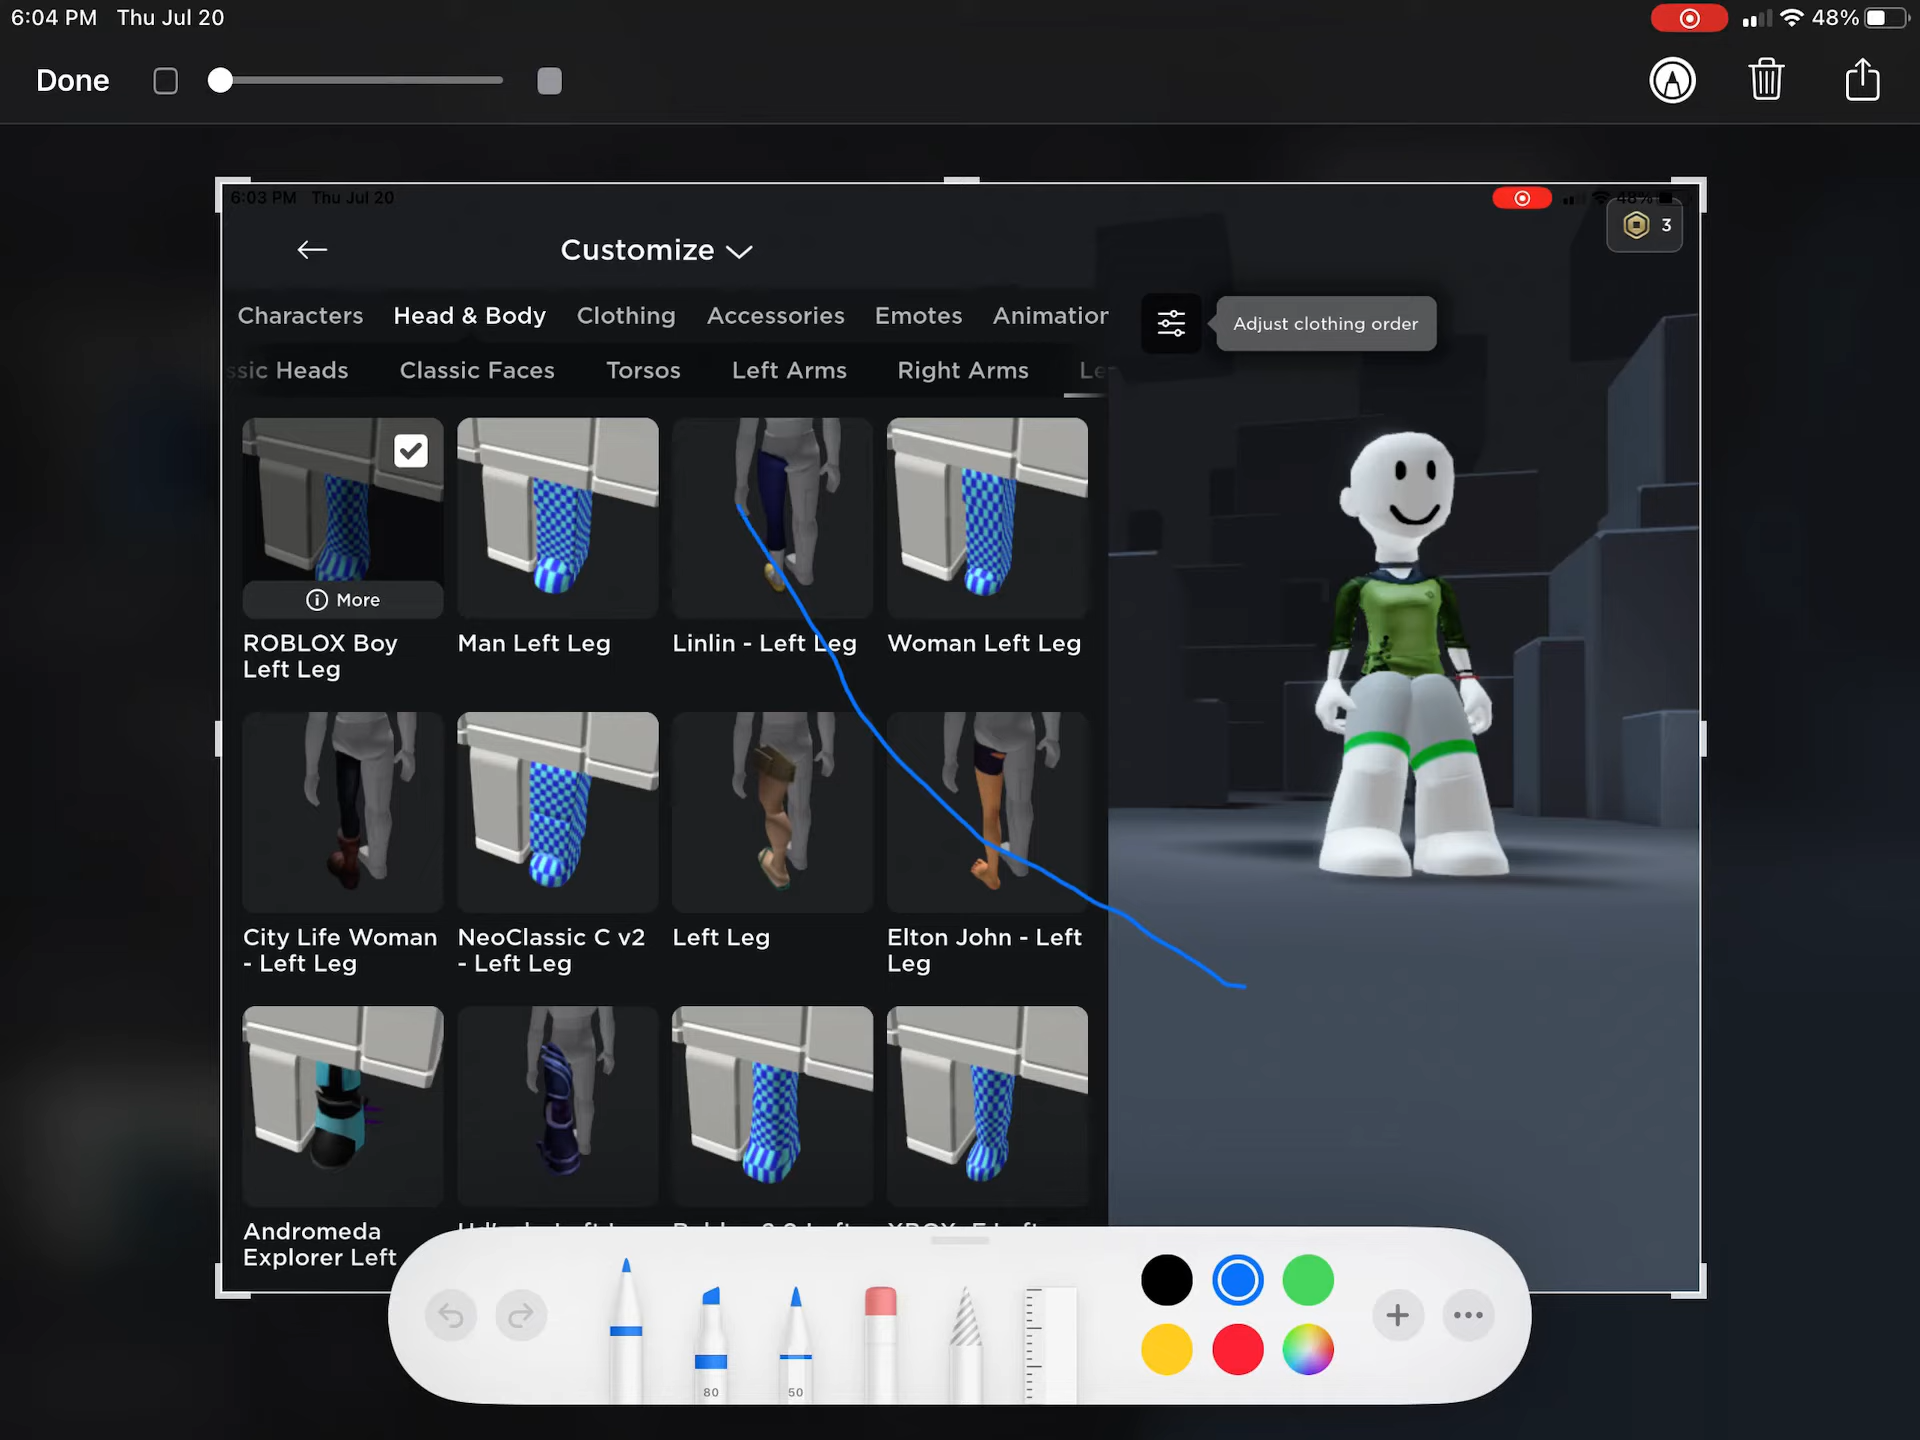 6:04 PM Thu Jul 20
48%
Done
6:03 PM Thu Jul 20
48%
3
Customize
Characters Head & Body Clothing Accessories Emotes Animation
Adjust clothing order
ssic Heads Classic Faces Torsos Left Arms Right Arms Le
More
ROBLOX Boy
Left Leg
Man Left Leg
Linlin - Left Leg
Woman Left Leg
City Life Woman
- Left Leg
NeoClassic C v2
- Left Leg
Left Leg
Elton John - Left
Leg
Andromeda
Explorer Left
80
50